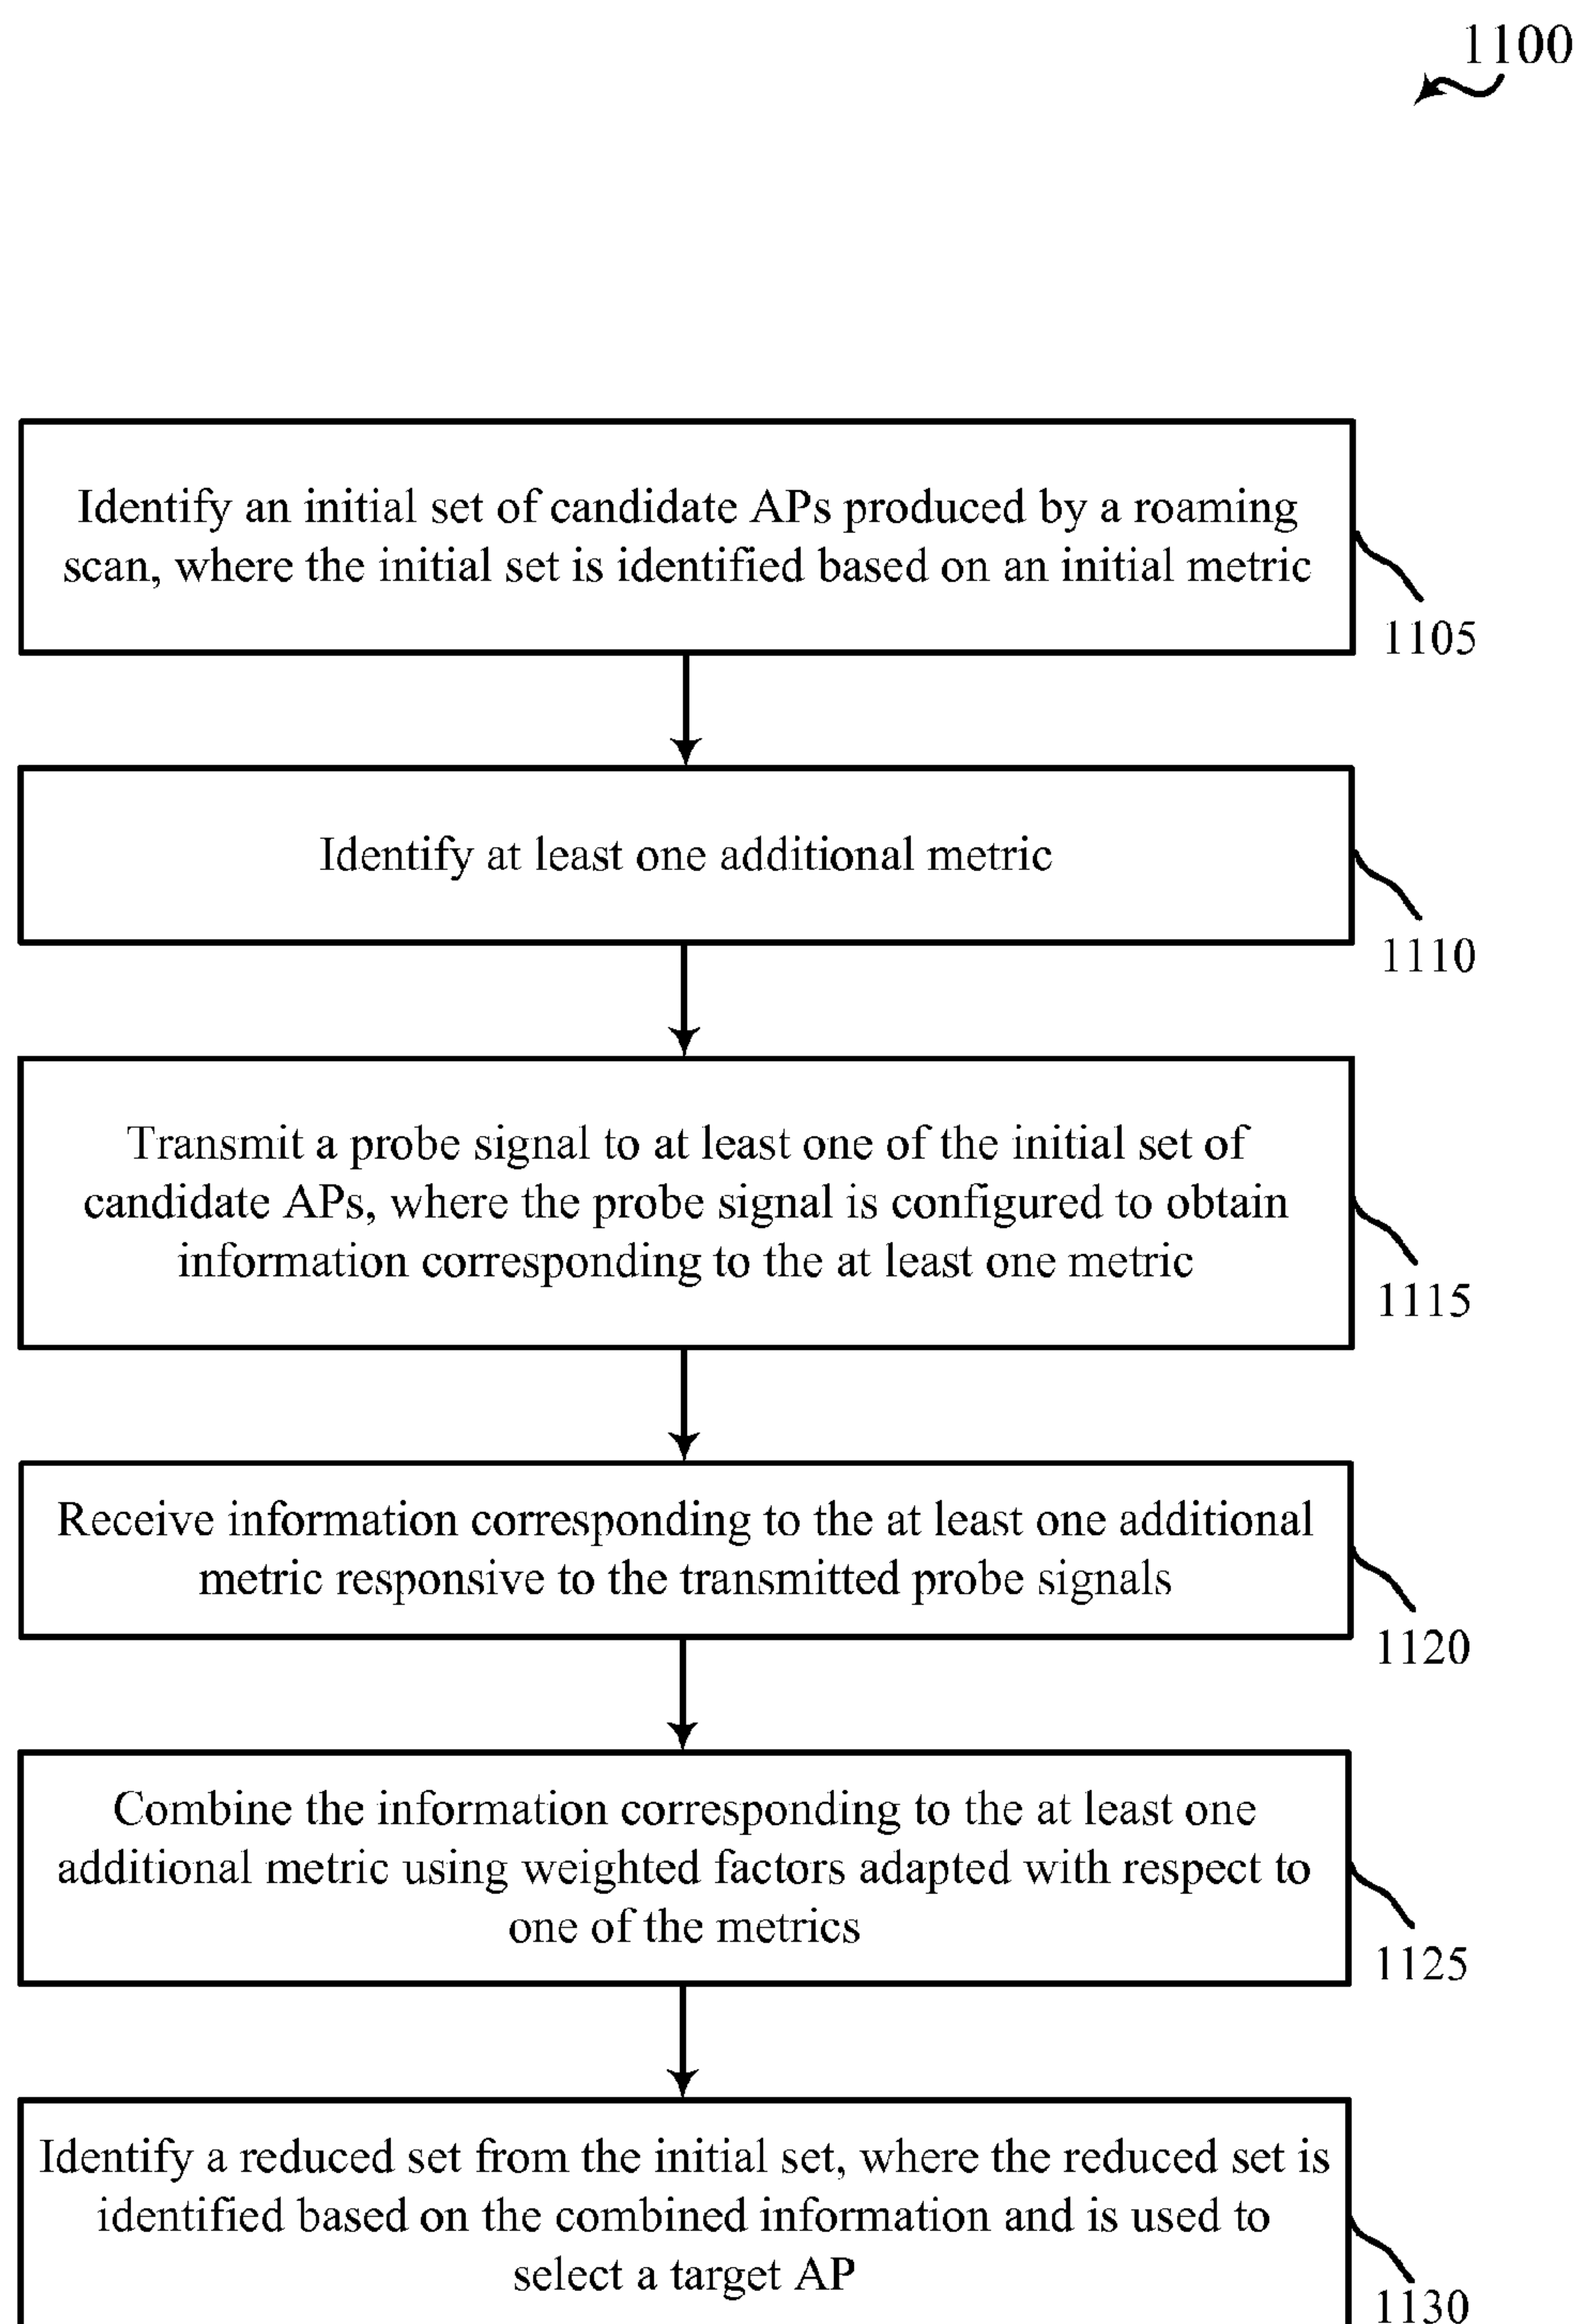 1100
Identify an initial set of candidate APs produced by a roaming
scan, where the initial set is identified based on an initial metric
1105
Identify at least one additional metric
1110
Transmit a probe signal to at least one of the initial set of
candidate APs, where the probe signal is configured to obtain
information corresponding to the at least one metric
1115
Receive information corresponding to the at least one additional
metric responsive to the transmitted probe signals
1120
Combine the information corresponding to the at least one
additional metric using weighted factors adapted with respect to
one of the metrics
1125
Identify a reduced set from the initial set, where the reduced set is
identified based on the combined information and is used to
select a target AP
1130